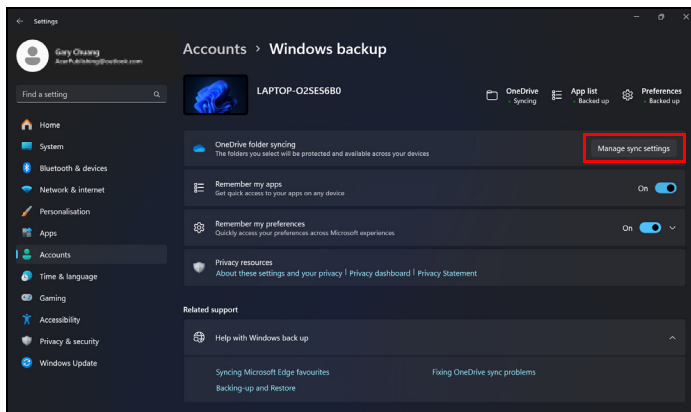 Settings
Gary Chuang
AcerPublishing@outlook.com
Find a setting
Home
System
Bluetooth & devices
Network & internet
Personalisation
Apps
Accounts
Time & language
Gaming
Accessibility
Privacy & security
Windows Update
Accounts > Windows backup
LAPTOP-O2SES6B0
OneDrive
Syncing
App list
Backed up
Preferences
Backed up
OneDrive folder syncing
The folders you select will be protected and available across your devices
Manage sync settings
Remember my apps
Get quick access to your apps on any device
On
Remember my preferences
Quickly access your preferences across Microsoft experiences
On
Privacy resources
About these settings and your privacy | Privacy dashboard | Privacy Statement
Related support
Help with Windows back up
Syncing Microsoft Edge favourites
Fixing OneDrive sync problems
Backing-up and Restore